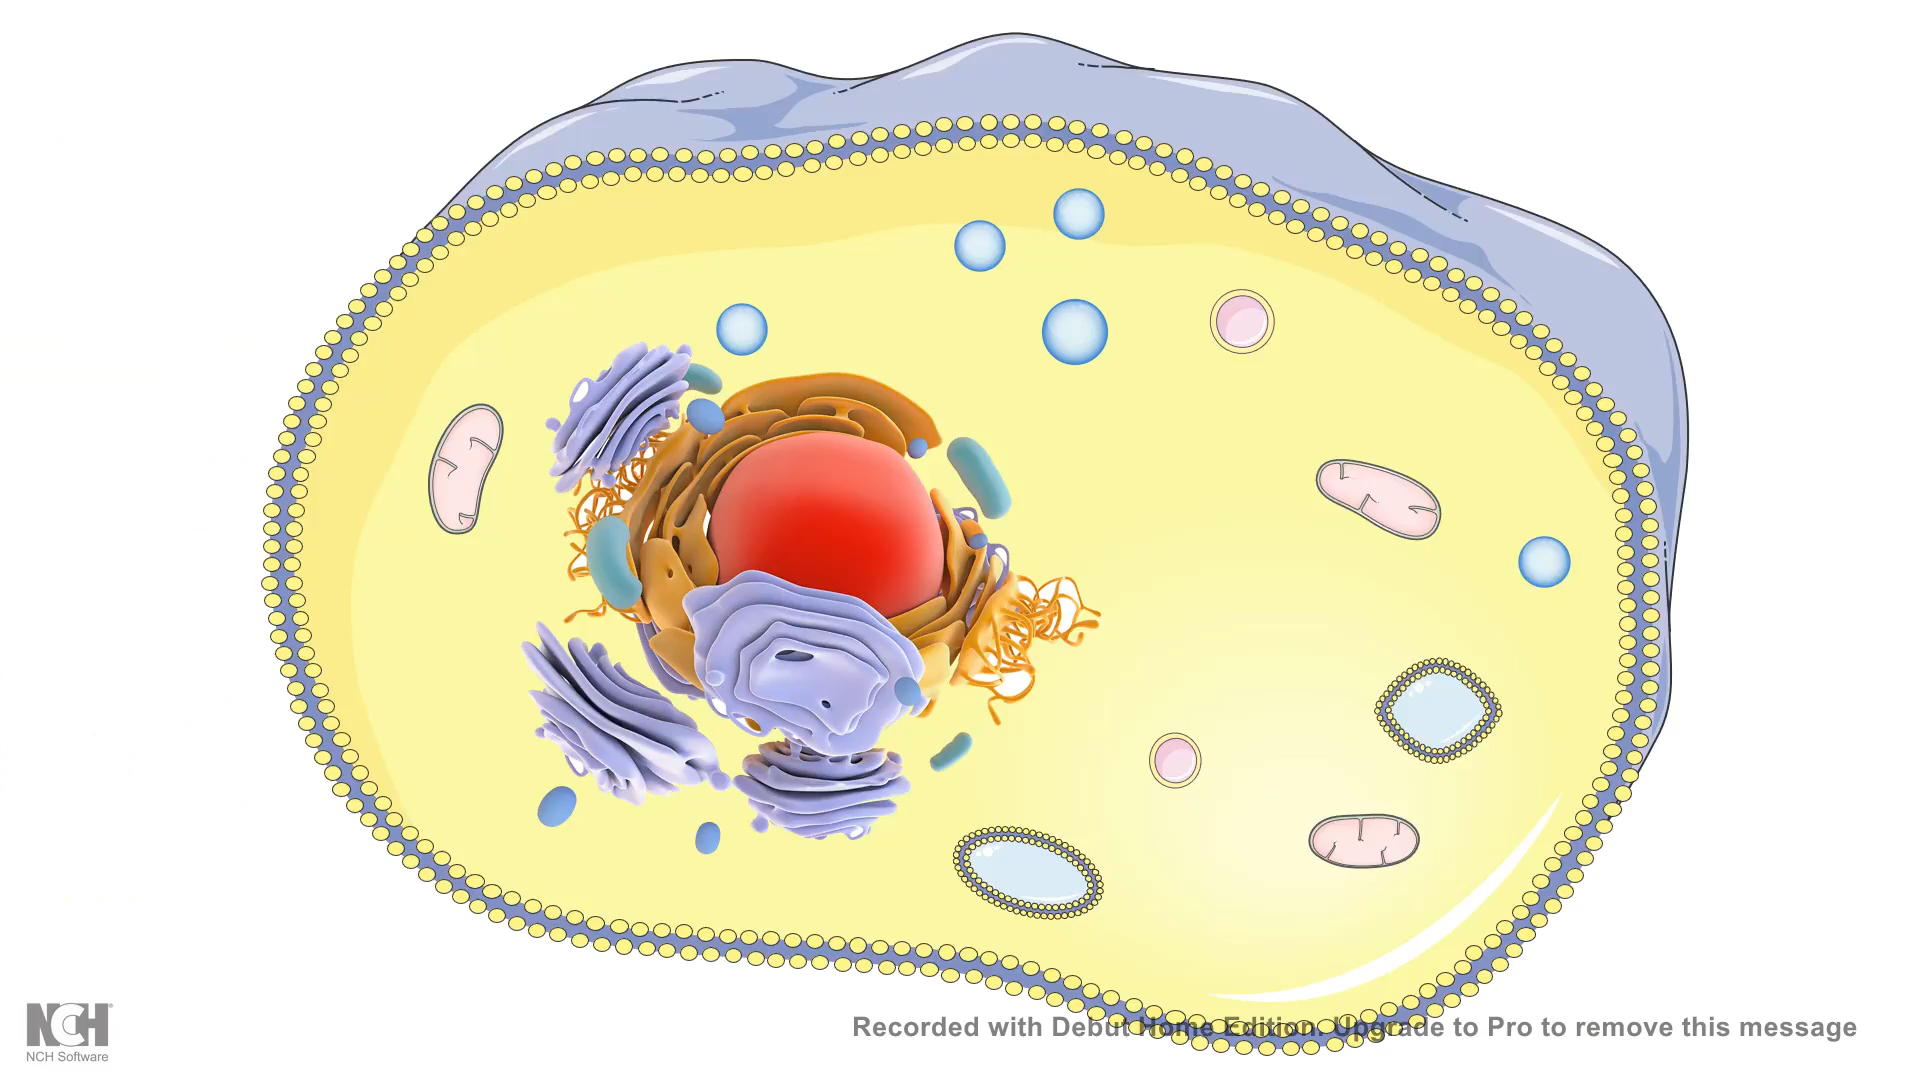 NCH®
NCH Software
Recorded with Debut Home Edition. Upgrade to Pro to remove this message